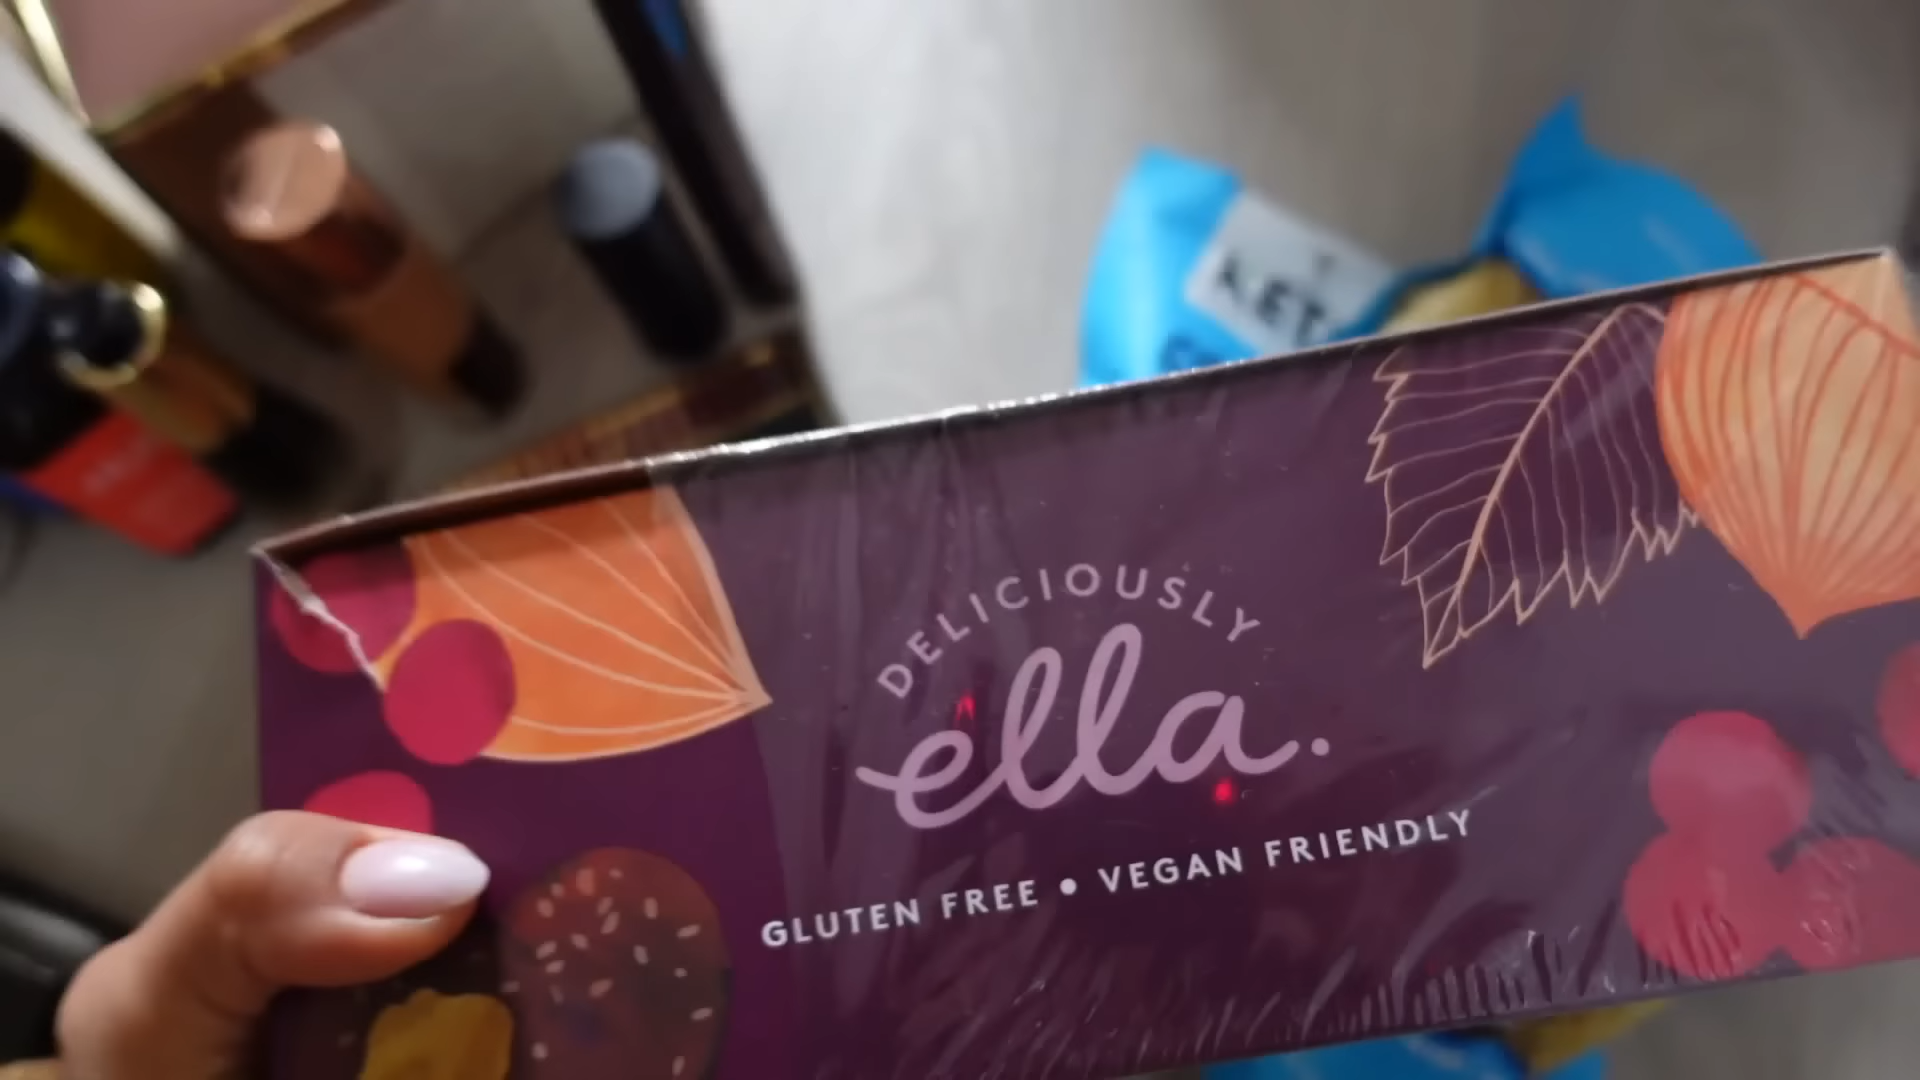 DELICIOUSLY
ella.
GLUTEN FREE • VEGAN FRIENDLY